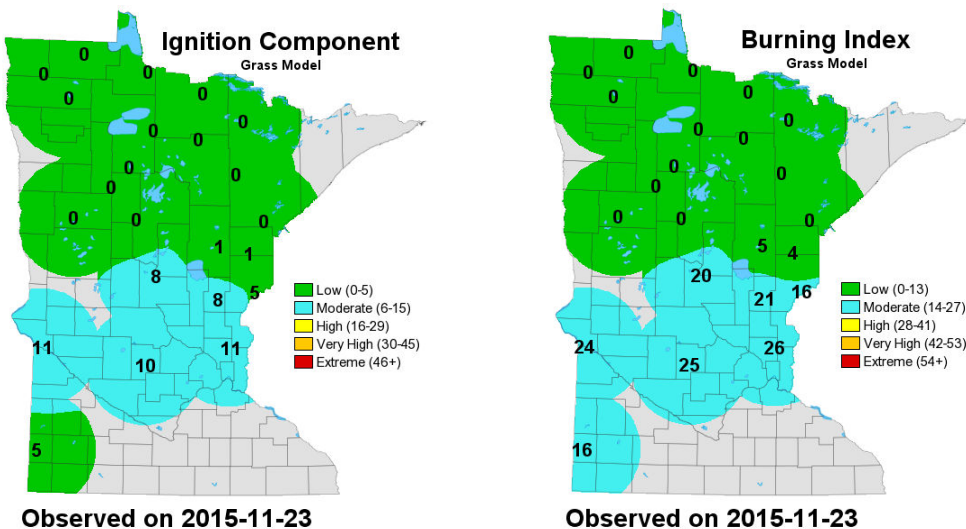 Ignition Component
Grass Model
0
0
0
0
0
0
0
0
0
0
0
0
0
0
1
1
8
8
5
11
11
10
5
Low (0-5)
Moderate (6-15)
High (16-29)
Very High (30-45)
Extreme (46+)
Observed on 2015-11-23
Burning Index
Grass Model
0
0
0
0
0
0
0
0
0
0
0
0
0
0
5
4
20
21
16
24
26
25
16
Low (0-13)
Moderate (14-27)
High (28-41)
Very High (42-53)
Extreme (54+)
Observed on 2015-11-23